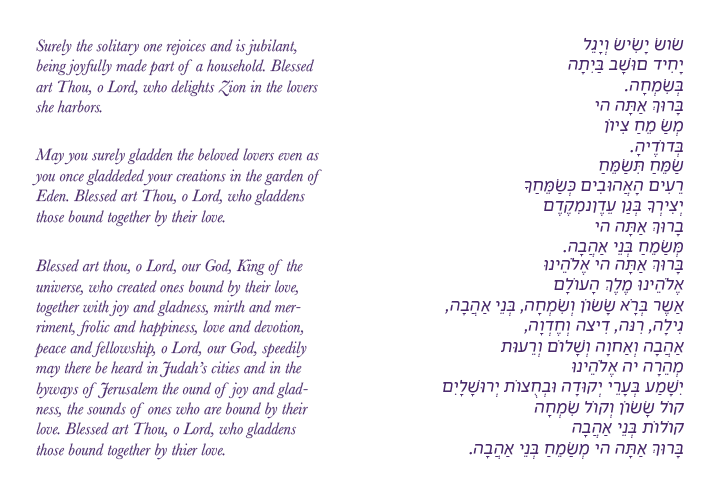 Surely the solitary one rejoices and is jubilant,
being joyfully made part of a household. Blessed
art Thou, o Lord, who delights Zion in the lovers
she harbors.
May you surely gladden the beloved lovers even as
you once gladdeded your creations in the garden of
Eden. Blessed art Thou, o Lord, who gladdens
those bound together by their love.
Blessed art thou, o Lord, our God, King of the
universe, who created ones bound by their love,
together with joy and gladness, mirth and mer-
riment, frolic and happiness, love and devotion,
peace and fellowship, o Lord, our God, speedily
may there be heard in Judah's cities and in the
byways of Jerusalem the ound of joy and glad-
ness, the sounds of ones who are bound by their
love. Blessed art Thou, o Lord, who gladdens
those bound together by thier love.
שׂוֹשׂ יָשִׂישׂ וְיָגֵל
יָחִיד םוּשָׁב בַּיְתָה
בְּשִׂמְחָה.
בָּרוּךְ אַתָּה הי
מְשַׂ מֵחַ צִיּוֹן
בְּדוֹדֶיהָ.
שַׂמֵּחַ תְּשַׂמַּח
רֵעִים הָאֲהוּבִים כְּשַׂמֵּחֲךָ
יְצִירְךָ בְּגַן עֵדֶןנמִקֶדֶם
בָרוּךְ אַתָּה הי
מְּשַׂמֵּחַ בְּנֵי אַהֲבָה.
בָּרוּךְ אַתָּה הי אֱלֹהֵינוּ
אֱלֹהֵינוּ מֶלֶךְ הָעוֹלָם
אַשֶׁר בְּרָא שָׂשׂוֹן וְשִׂמְחָה, בְּנֵי אַהֲבָה,
גִילָה, רִנּה, דִיצה וְחֶדְוָה,
אַהֲבָה וְאַחוָה וְשָׁלוֹם וְרֵעוּת
מְהֵרָה יה אֱלֹהֵינוּ
יִשָׁמַע בְּעָרֵי יְקוּדָה וּבְחֻצוֹת יְרוּשָׁלָיִם
קוֹל שָׂשׂוֹן וְקוֹל שִׂמְחָה
קוֹלוֹת בְּנֵי אַהֲבָה
בָּרוּךְ אַתָּה הי מְשַׂמֵחַ בְּנֵי אַהֲבָה.